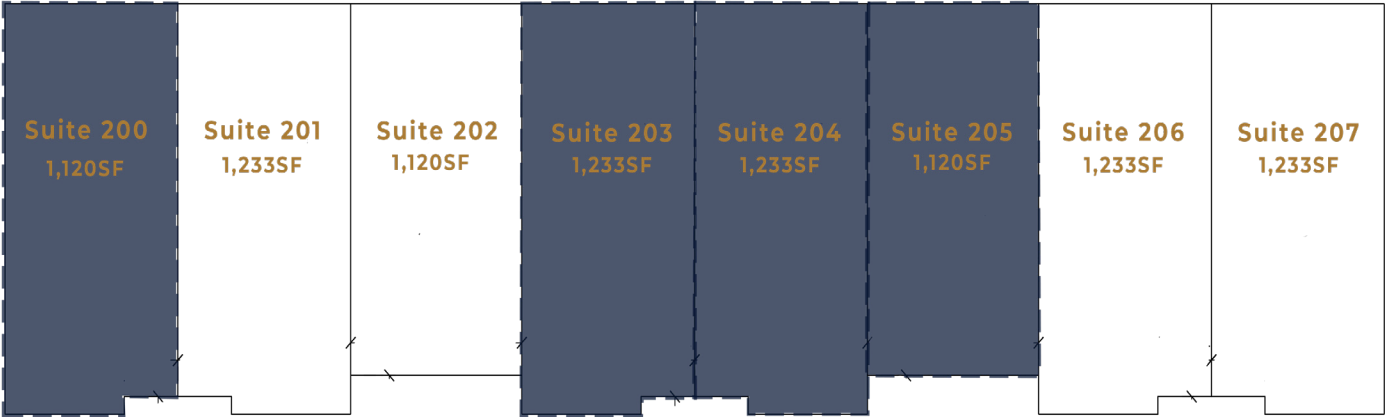 Suite 200
1,120SF
Suite 201
1,233SF
Suite 202
1,120SF
Suite 203
1,233SF
Suite 204
1,233SF
Suite 205
1,120SF
Suite 206
1,233SF
Suite 207
1,233SF